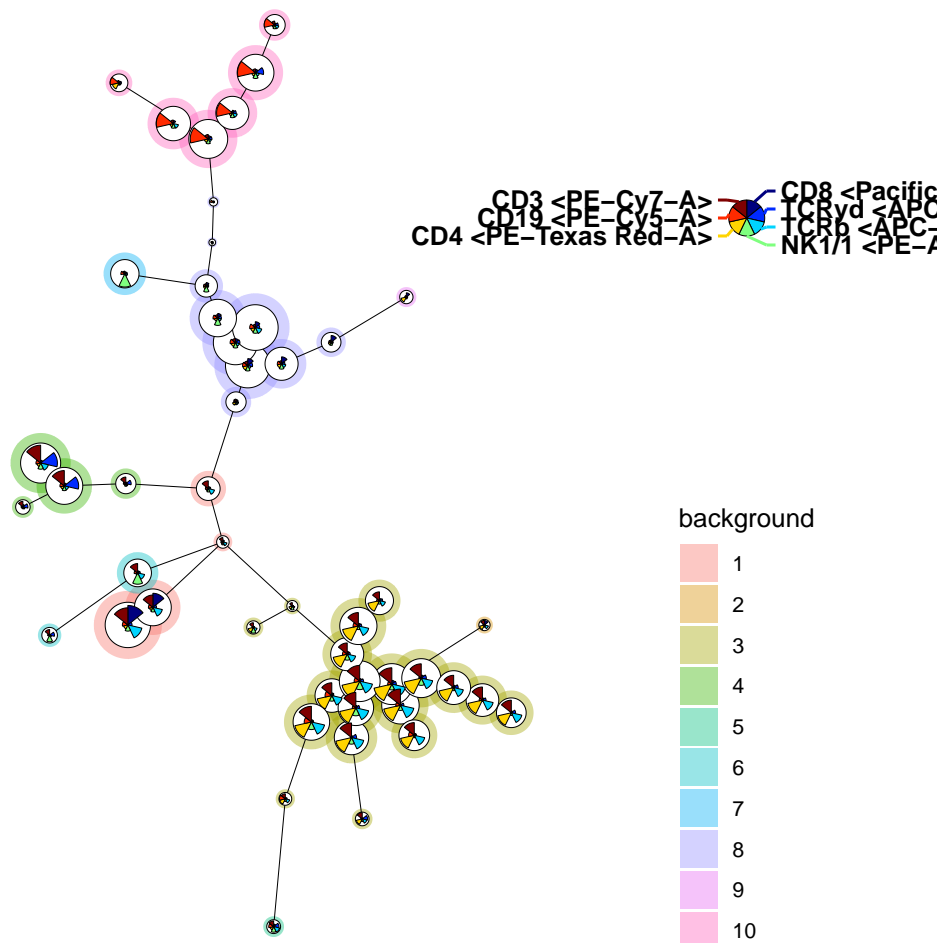 CD3 <PE-Cy7-A>
CD19 <PE-Cy5-A>
CD4 <PE-Texas Red-A>
CD8 <Pacific
TCRyd <APC
TCRb <APC-
NK1/1 <PE-A
background
1
2
3
4
5
6
7
8
9
10